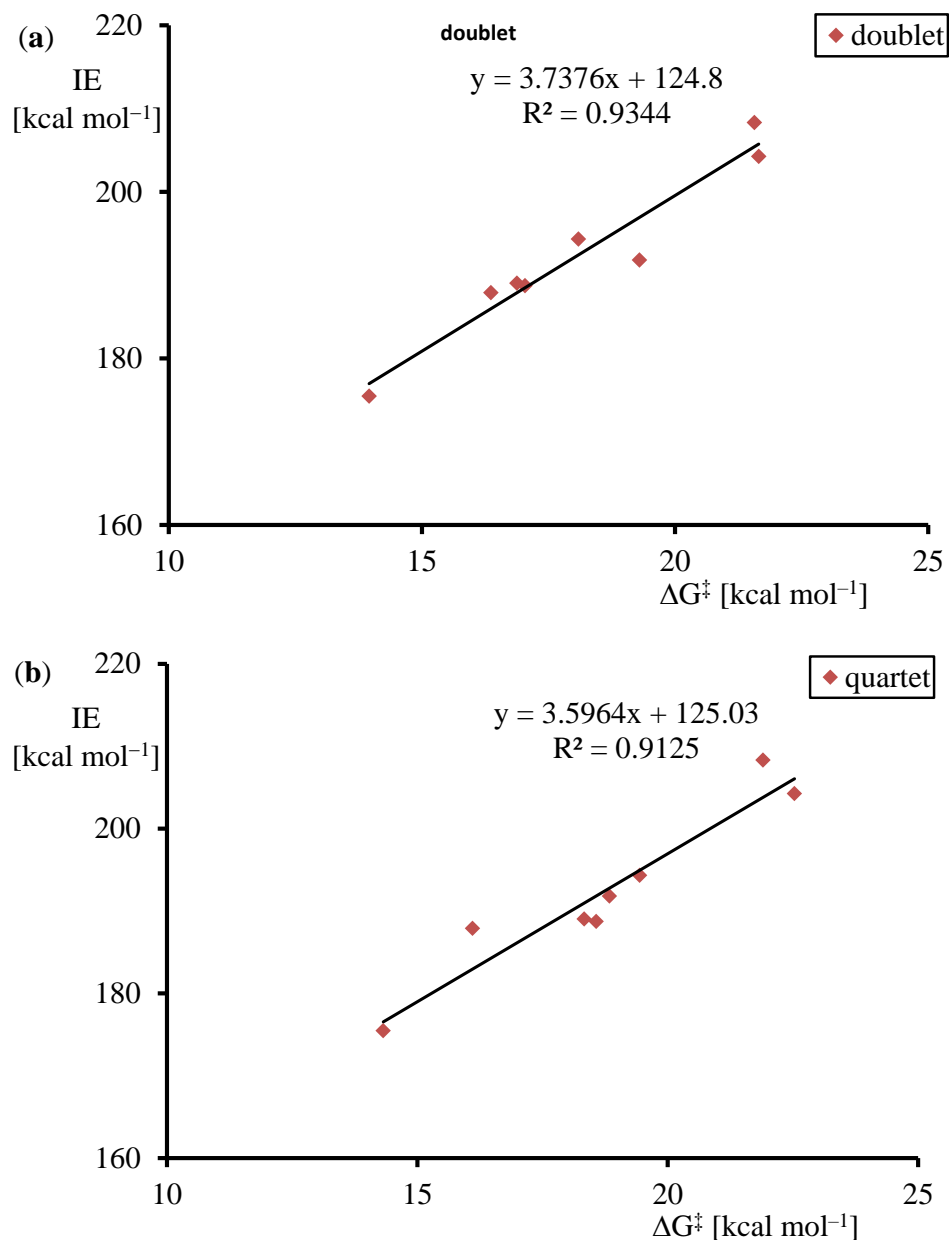 (a)
220
doublet
doublet
IE
[kcal mol⁻¹]
y = 3.7376x + 124.8
R² = 0.9344
200
180
160
10
15
20
25
ΔG‡ [kcal mol⁻¹]
(b)
220
quartet
IE
[kcal mol⁻¹]
y = 3.5964x + 125.03
R² = 0.9125
200
180
160
10
15
20
25
ΔG‡ [kcal mol⁻¹]